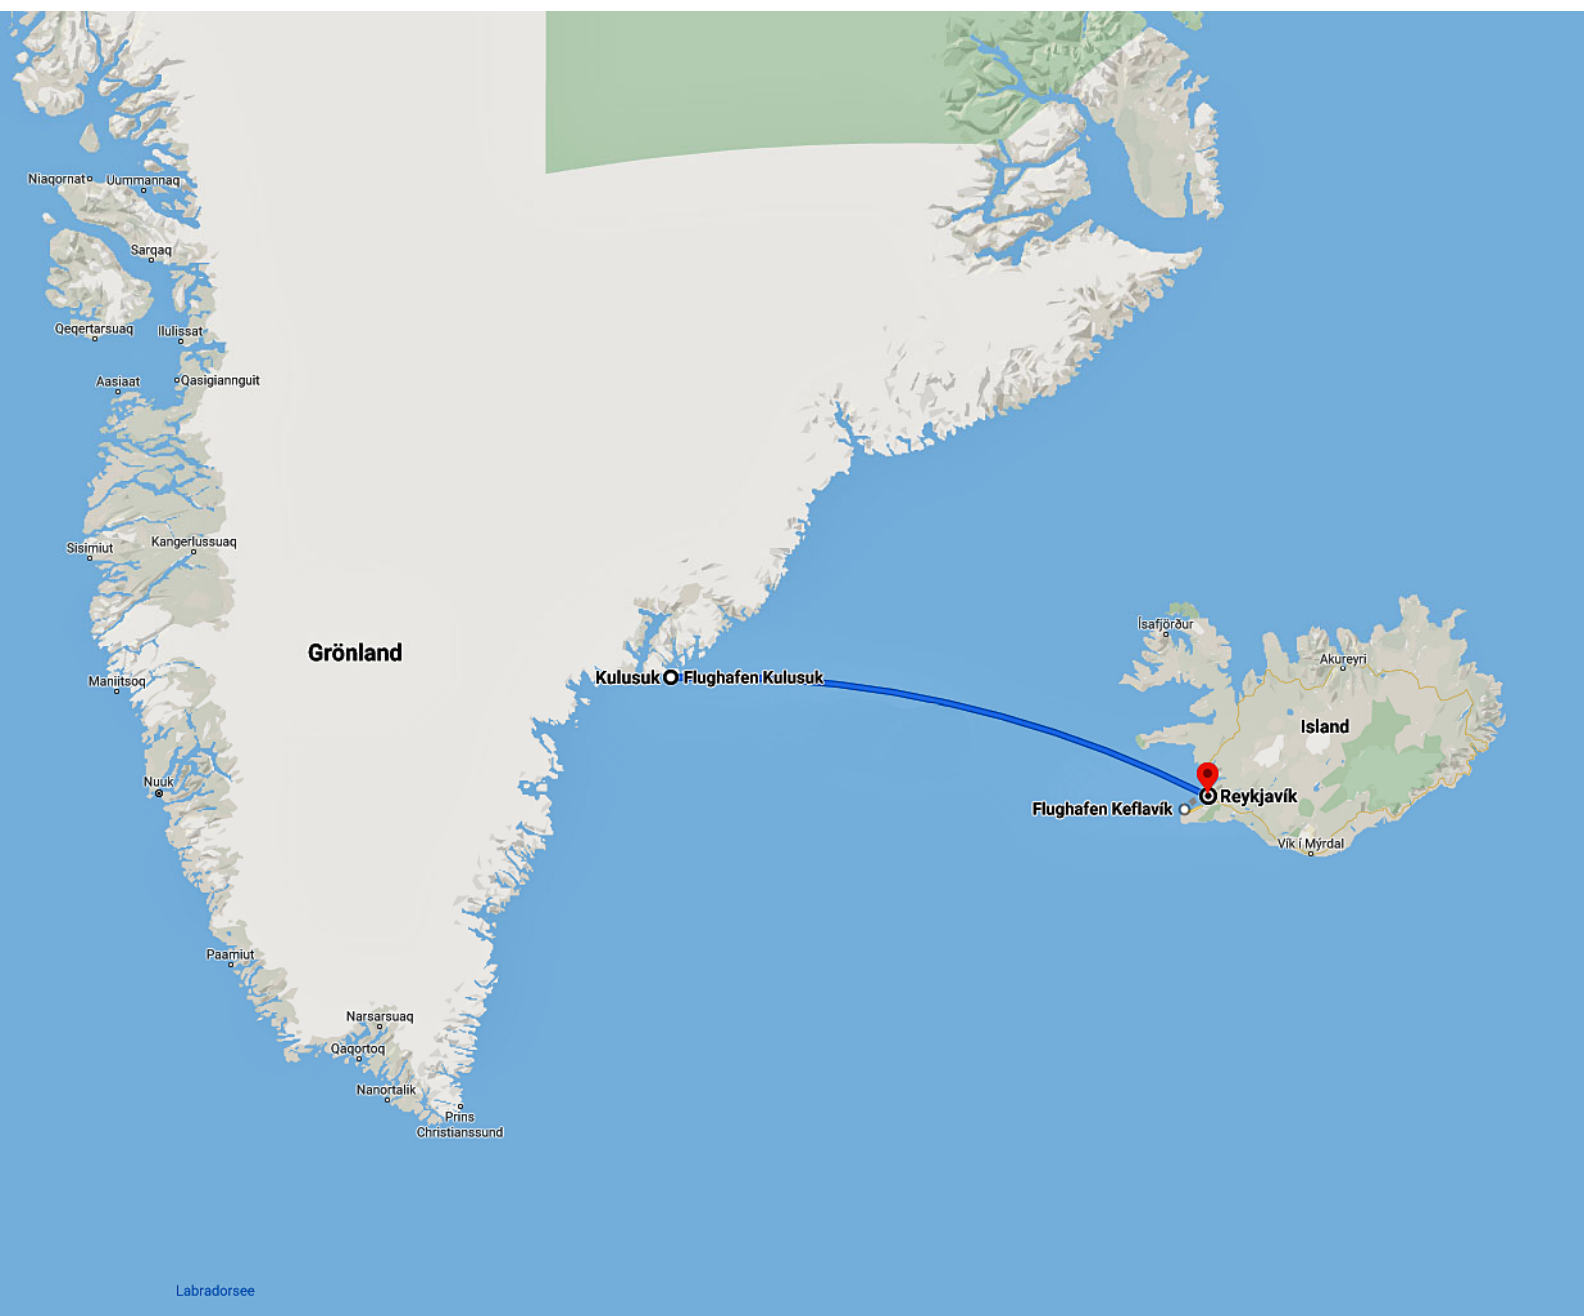 Niaqornat
Uummannaq
Sarqaq
Qeqertarsuaq
Ilulissat
Aasiaat
Qasigiannguit
Sisimiut
Kangerlussuaq
Ísafjörður
Grönland
Akureyri
Kulusuk
Flughafen Kulusuk
Maniitsoq
Island
Nuuk
Reykjavík
Flughafen Keflavík
Vík í Mýrdal
Paamiut
Narsarsuaq
Qaqortoq
Nanortalik
Prins
Christianssund
Labradorsee